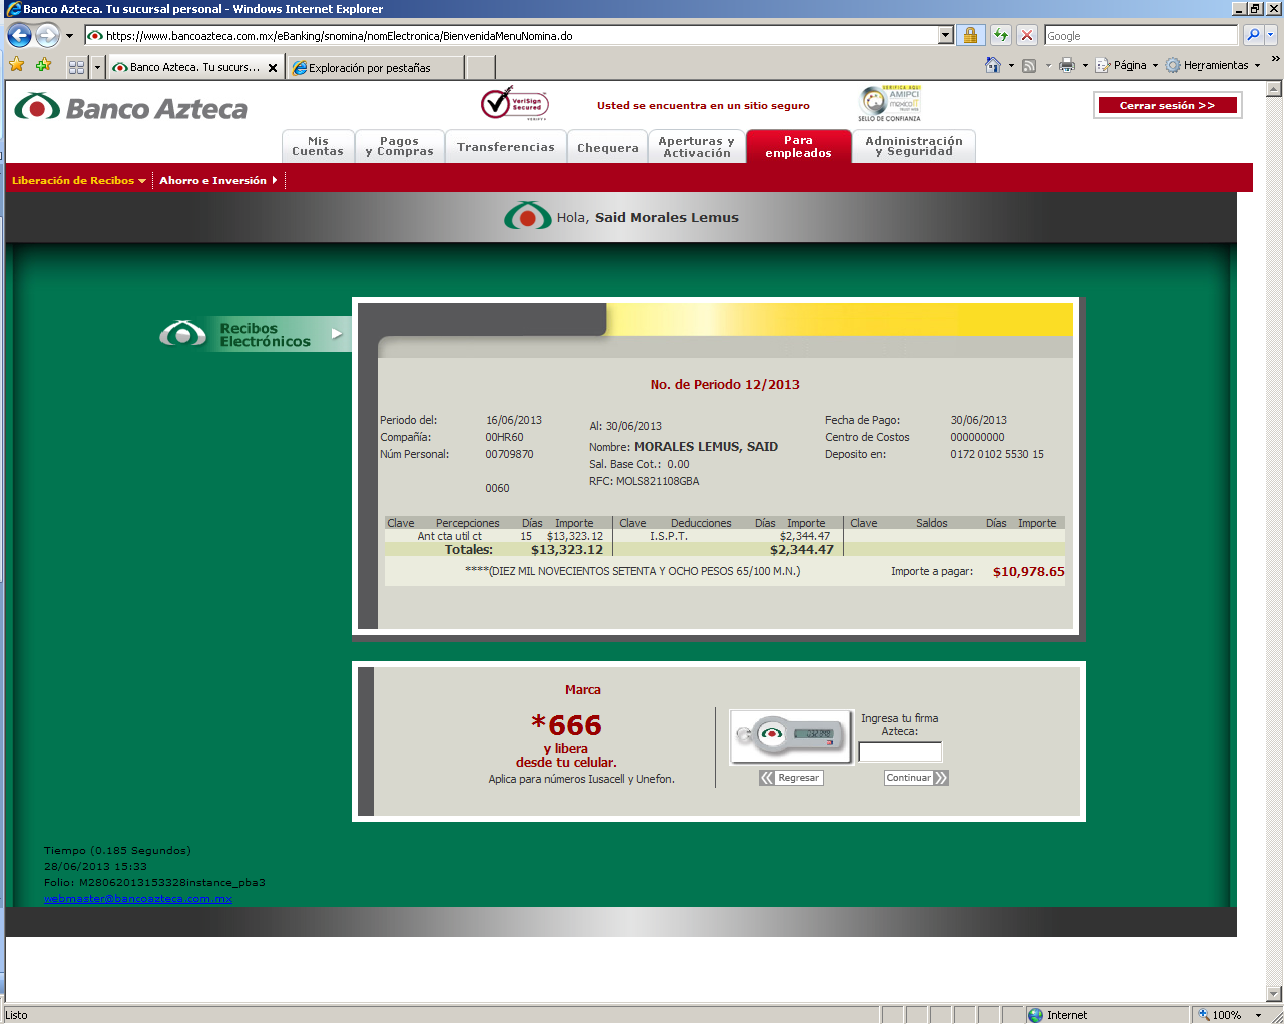 Banco Azteca. Tu sucursal personal - Windows Internet Explorer
https://www.bancoazteca.com.mx/eBanking/snomina/nomElectronica/BienvenidaMenuNomina.do
Google
Banco Azteca. Tu sucurs...
Exploración por pestañas
Página
Herramientas
Banco Azteca
VeriSign
Secured
VERIFY
Usted se encuentra en un sitio seguro
VERIFICA AQUI
AMIPCI
MEXICO IT
SELLO DE CONFIANZA
Cerrar sesión >>
Mis Cuentas
Pagos y Compras
Transferencias
Chequera
Aperturas y Activación
Para empleados
Administración y Seguridad
Liberación de Recibos
Ahorro e Inversión
Hola, Said Morales Lemus
Recibos
Electrónicos
No. de Periodo 12/2013
Periodo del: 16/06/2013 Al: 30/06/2013 Fecha de Pago: 30/06/2013
Compañía: 00HR60 Nombre: MORALES LEMUS, SAID Centro de Costos 000000000
Núm Personal: 00709870 Sal. Base Cot.: 0.00 Deposito en: 0172 0102 5530 15
0060 RFC: MOLS821108GBA
Clave Percepciones Días Importe Clave Deducciones Días Importe Clave Saldos Días Importe
Ant cta util ct 15 $13,323.12 I.S.P.T. $2,344.47
Totales: $13,323.12 $2,344.47
****(DIEZ MIL NOVECIENTOS SETENTA Y OCHO PESOS 65/100 M.N.) Importe a pagar: $10,978.65
Marca
*666
y libera
desde tu celular.
Aplica para números Iusacell y Unefon.
Ingresa tu firma
Azteca:
Regresar
Continuar
Tiempo (0.185 Segundos)
28/06/2013 15:33
Folio: M28062013153328instance_pba3
webmaster@bancoazteca.com.mx
Listo
Internet
100%